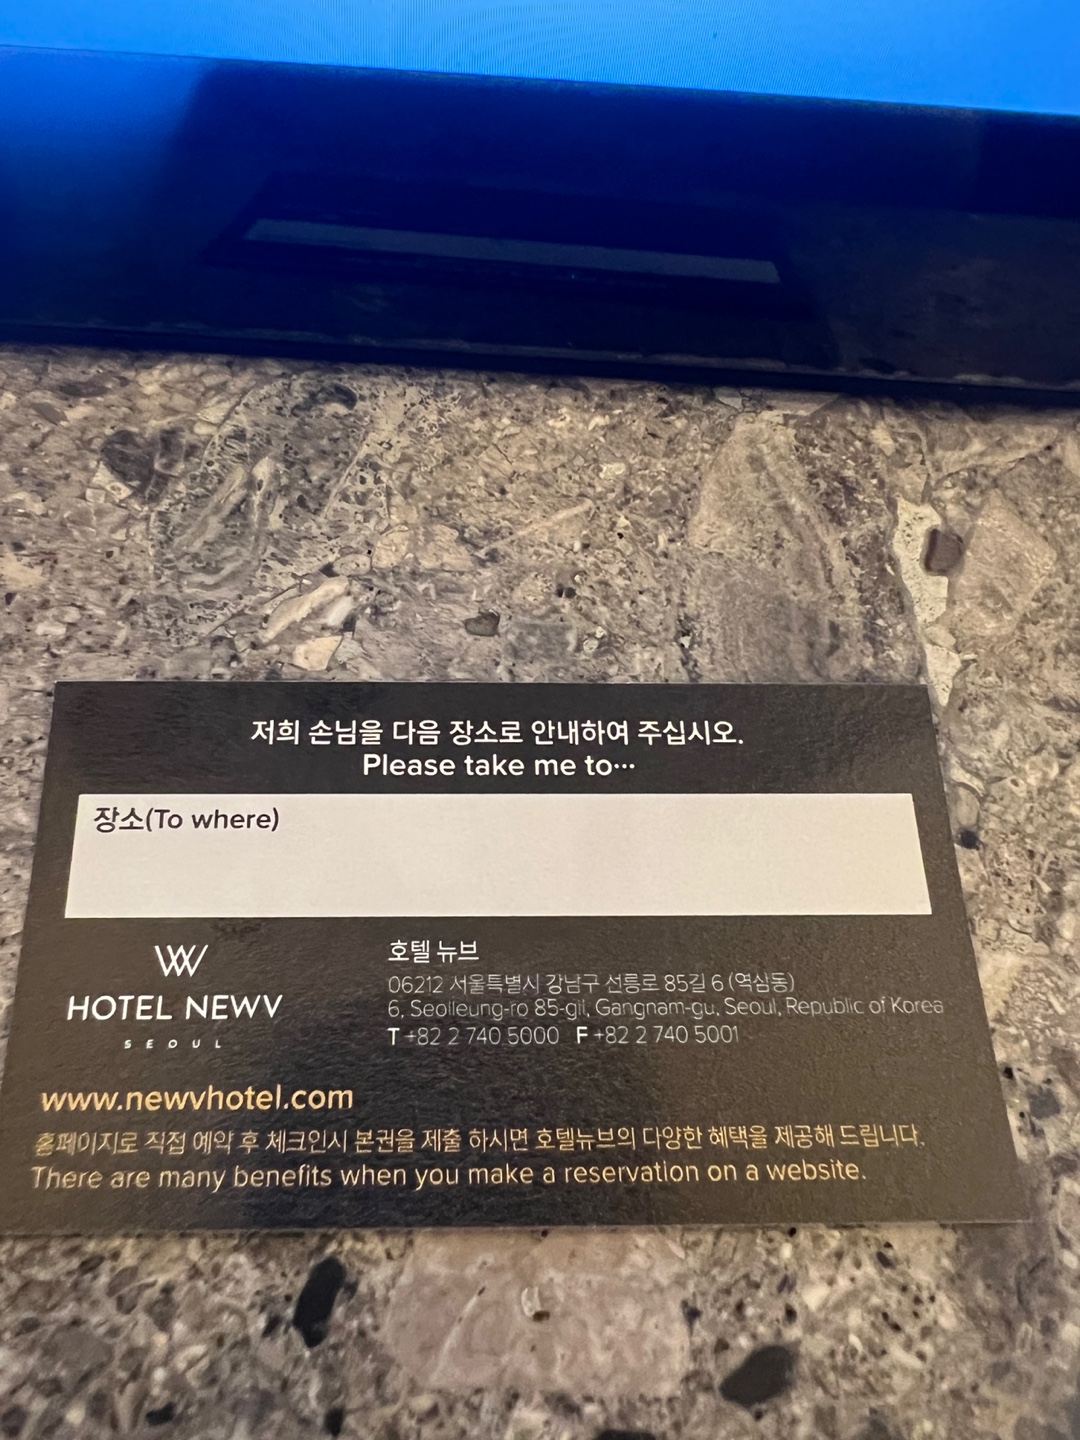 저희 손님을 다음 장소로 안내하여 주십시오.
Please take me to...
장소(To where)
HOTEL NEWV
SEOUL
호텔 뉴브
06212 서울특별시 강남구 선릉로 85길 6 (역삼동)
6, Seolleung-ro 85-gil, Gangnam-gu, Seoul, Republic of Korea
T +82 2 740 5000 F +82 2 740 5001
www.newvhotel.com
홈페이지로 직접 예약 후 체크인시 본권을 제출 하시면 호텔뉴브의 다양한 혜택을 제공해 드립니다.
There are many benefits when you make a reservation on a website.